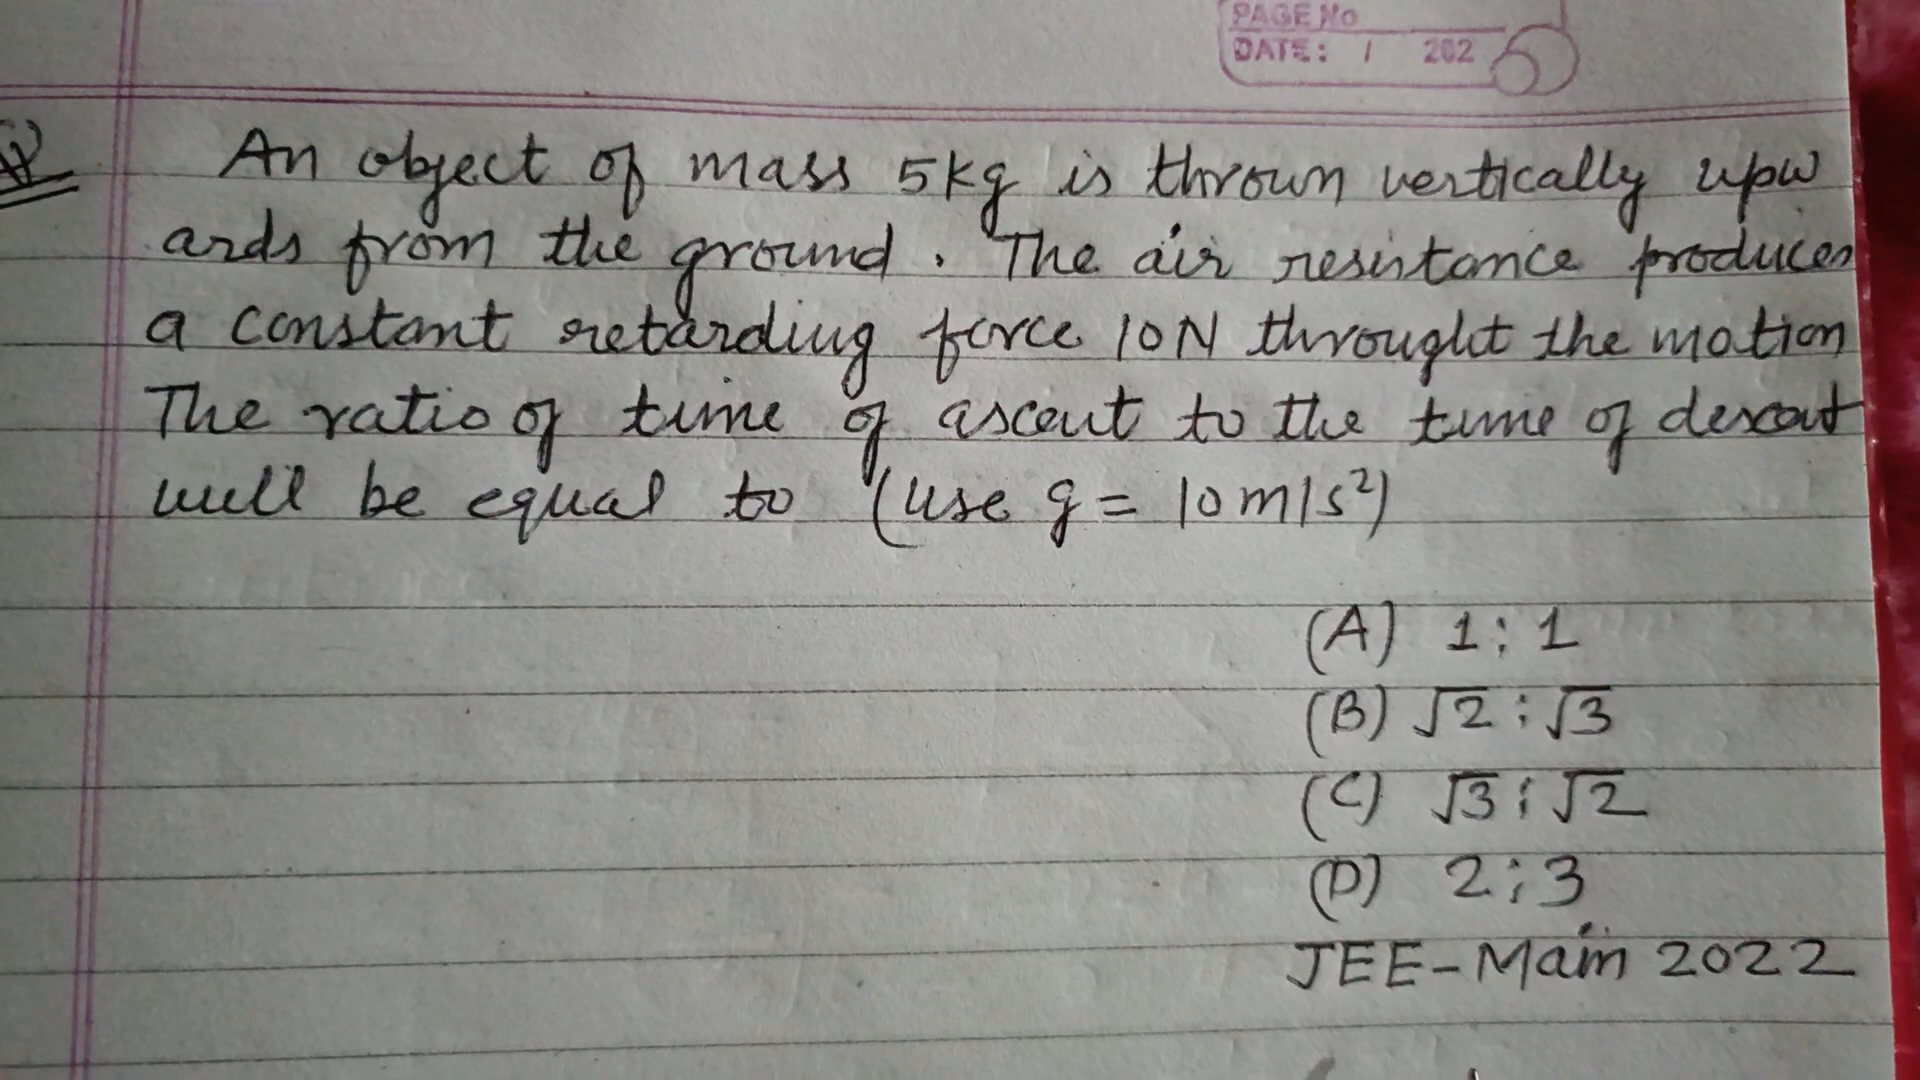 PAGE No
DATE: / 202
An object of mass 5kg is thrown vertically upw
ards from the ground. The air resistance produces
a constant retarding force 10N throught the motion
The ratio of time of ascent to the time of descent
will be equal to (use g = 10m/s²)
(A) 1:1
(B) √2:√3
(C) √3:√2
(D) 2:3
JEE-Main 2022